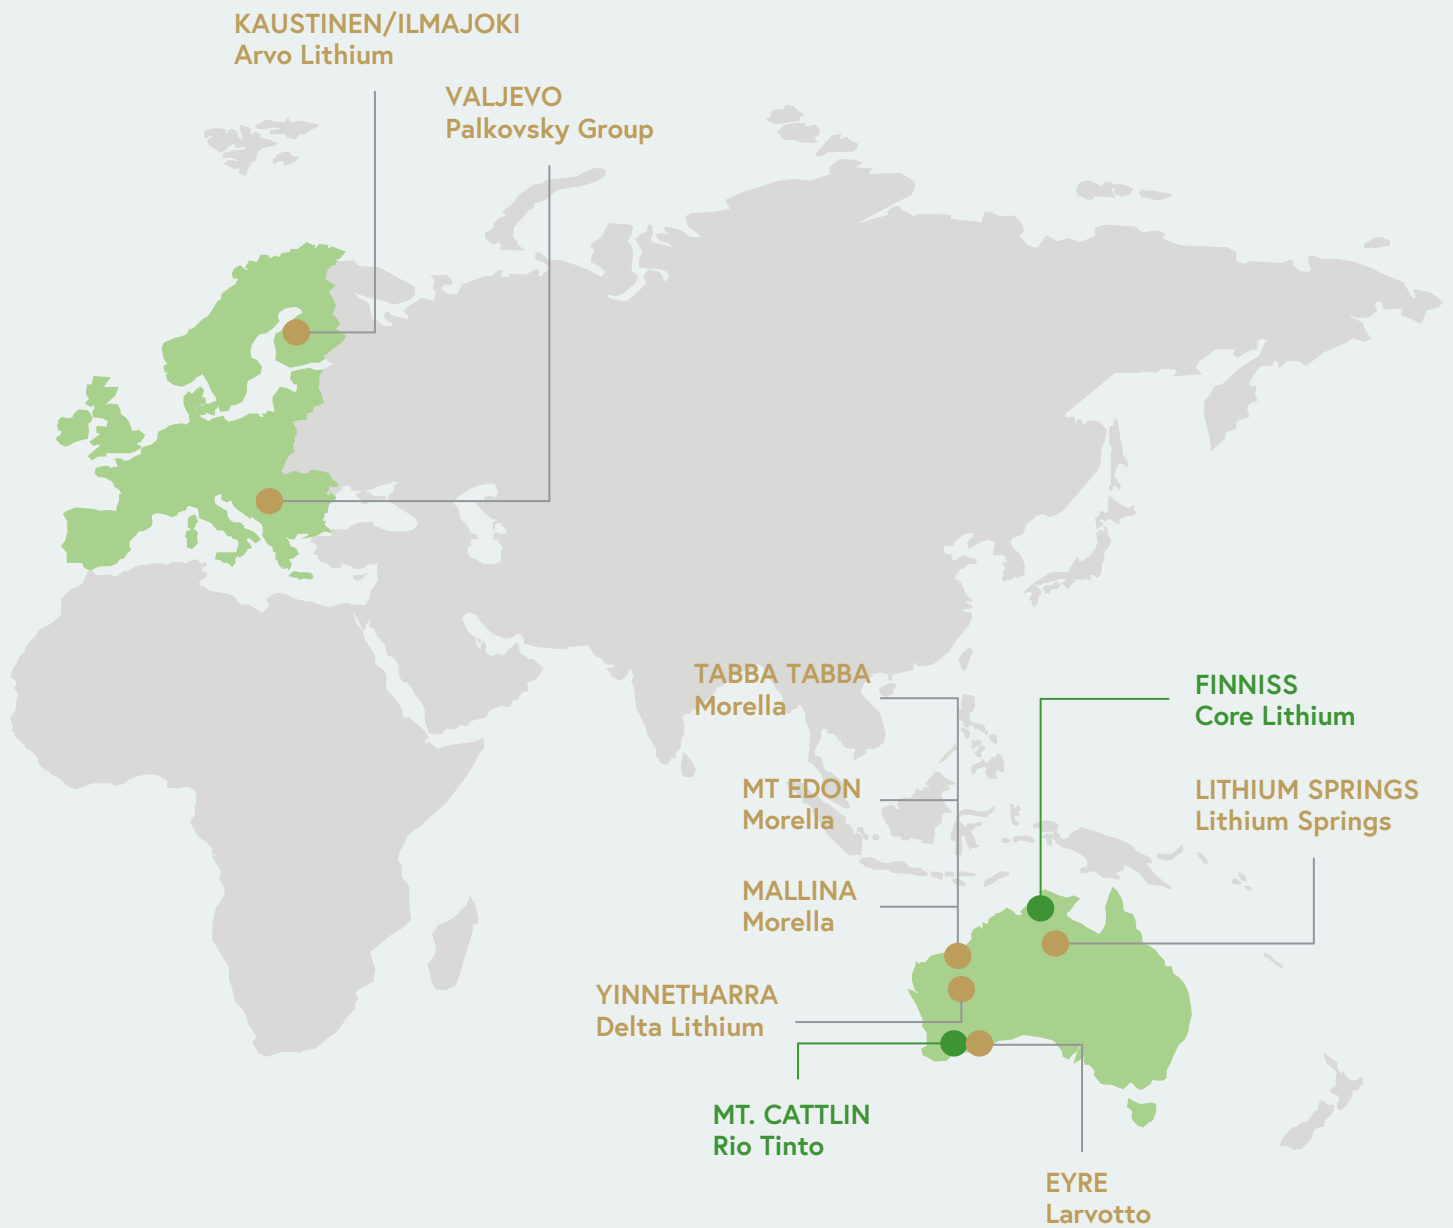 KAUSTINEN/ILMAJOKI
Arvo Lithium
VALJEVO
Palkovsky Group
TABBA TABBA
Morella
FINNISS
Core Lithium
MT EDON
Morella
LITHIUM SPRINGS
Lithium Springs
MALLINA
Morella
YINNETHARRA
Delta Lithium
MT. CATTLIN
Rio Tinto
EYRE
Larvotto